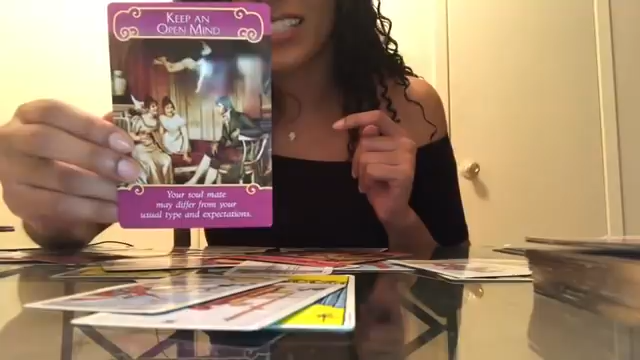 Keep an
Open Mind
Your soul mate
may differ from your
usual type and expectations.